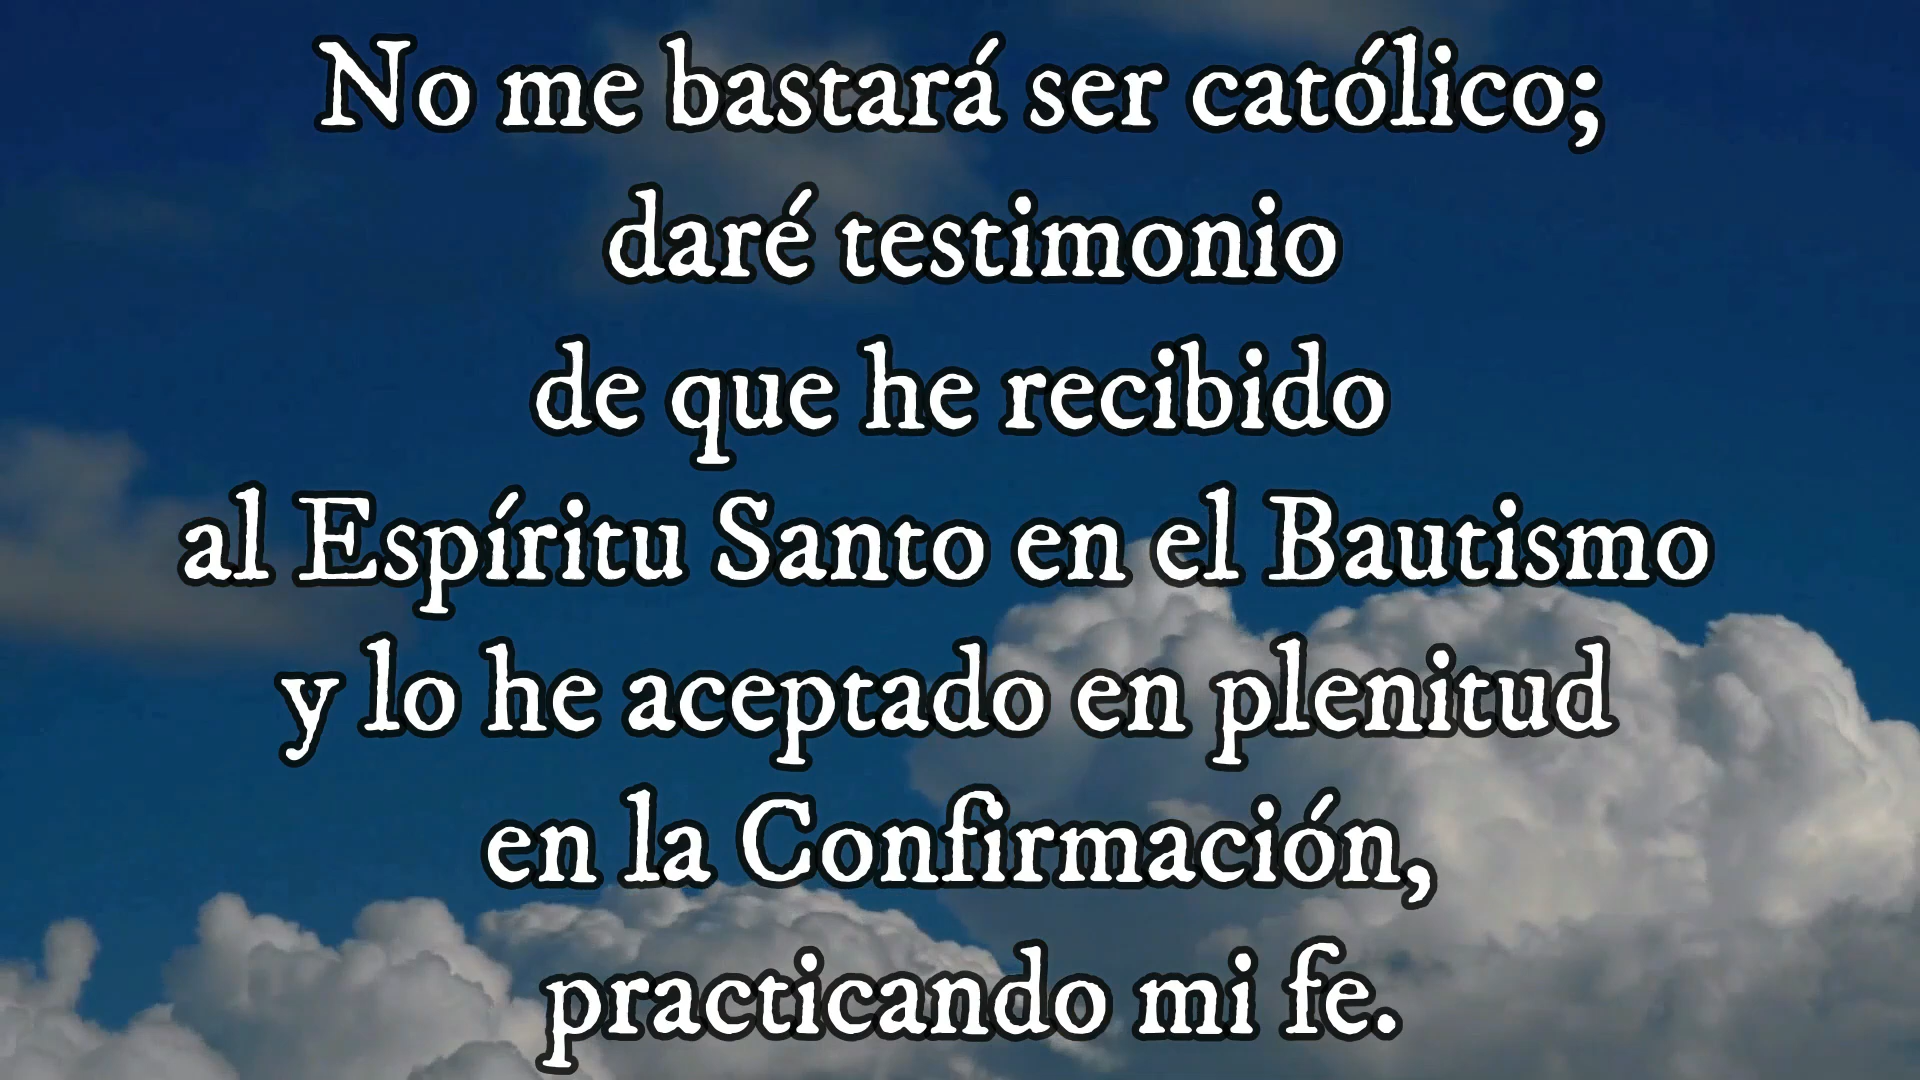 No me bastará ser católico;
daré testimonio
de que he recibido
al Espíritu Santo en el Bautismo
y lo he aceptado en plenitud
en la Confirmación,
practicando mi fe.